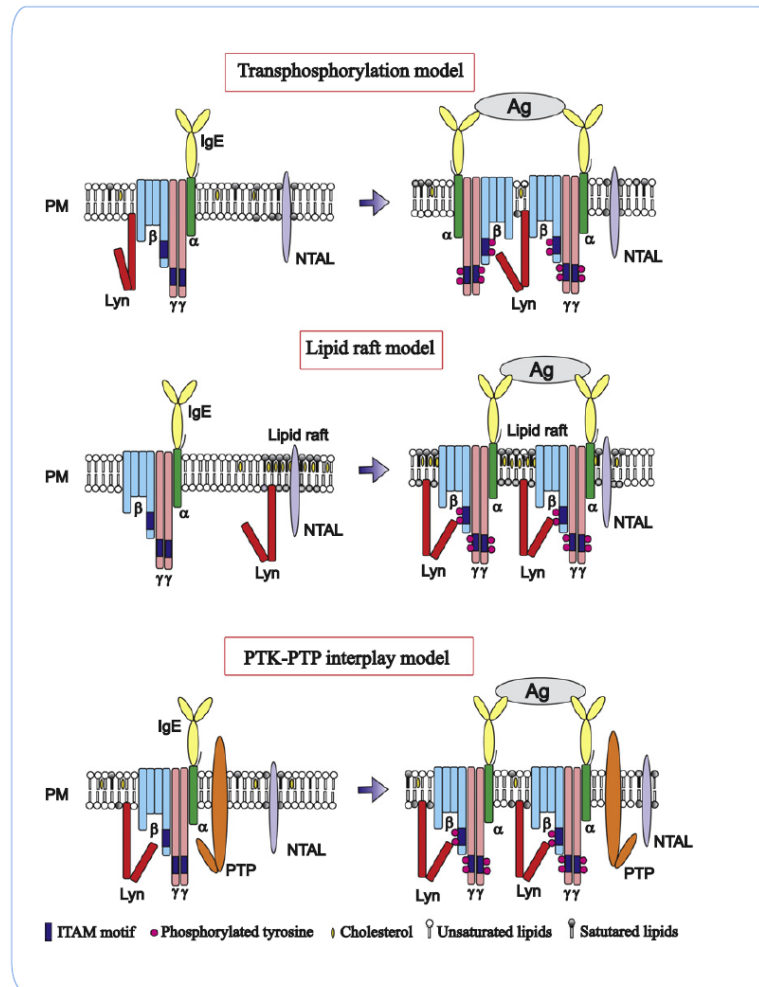 Transphosphorylation model
Ag
IgE
PM
β
α
NTAL
Lyn
γγ
β
β
α
α
NTAL
Lyn
γγ
γγ
Lipid raft model
Ag
IgE
Lipid raft
Lipid raft
PM
β
α
NTAL
Lyn
γγ
β
α
β
α
NTAL
Lyn
γγ
Lyn
γγ
PTK-PTP interplay model
Ag
IgE
PM
β
α
NTAL
PTP
Lyn
γγ
β
α
β
α
NTAL
PTP
Lyn
γγ
Lyn
γγ
ITAM motif Phosphorylated tyrosine Cholesterol Unsaturated lipids Satutared lipids